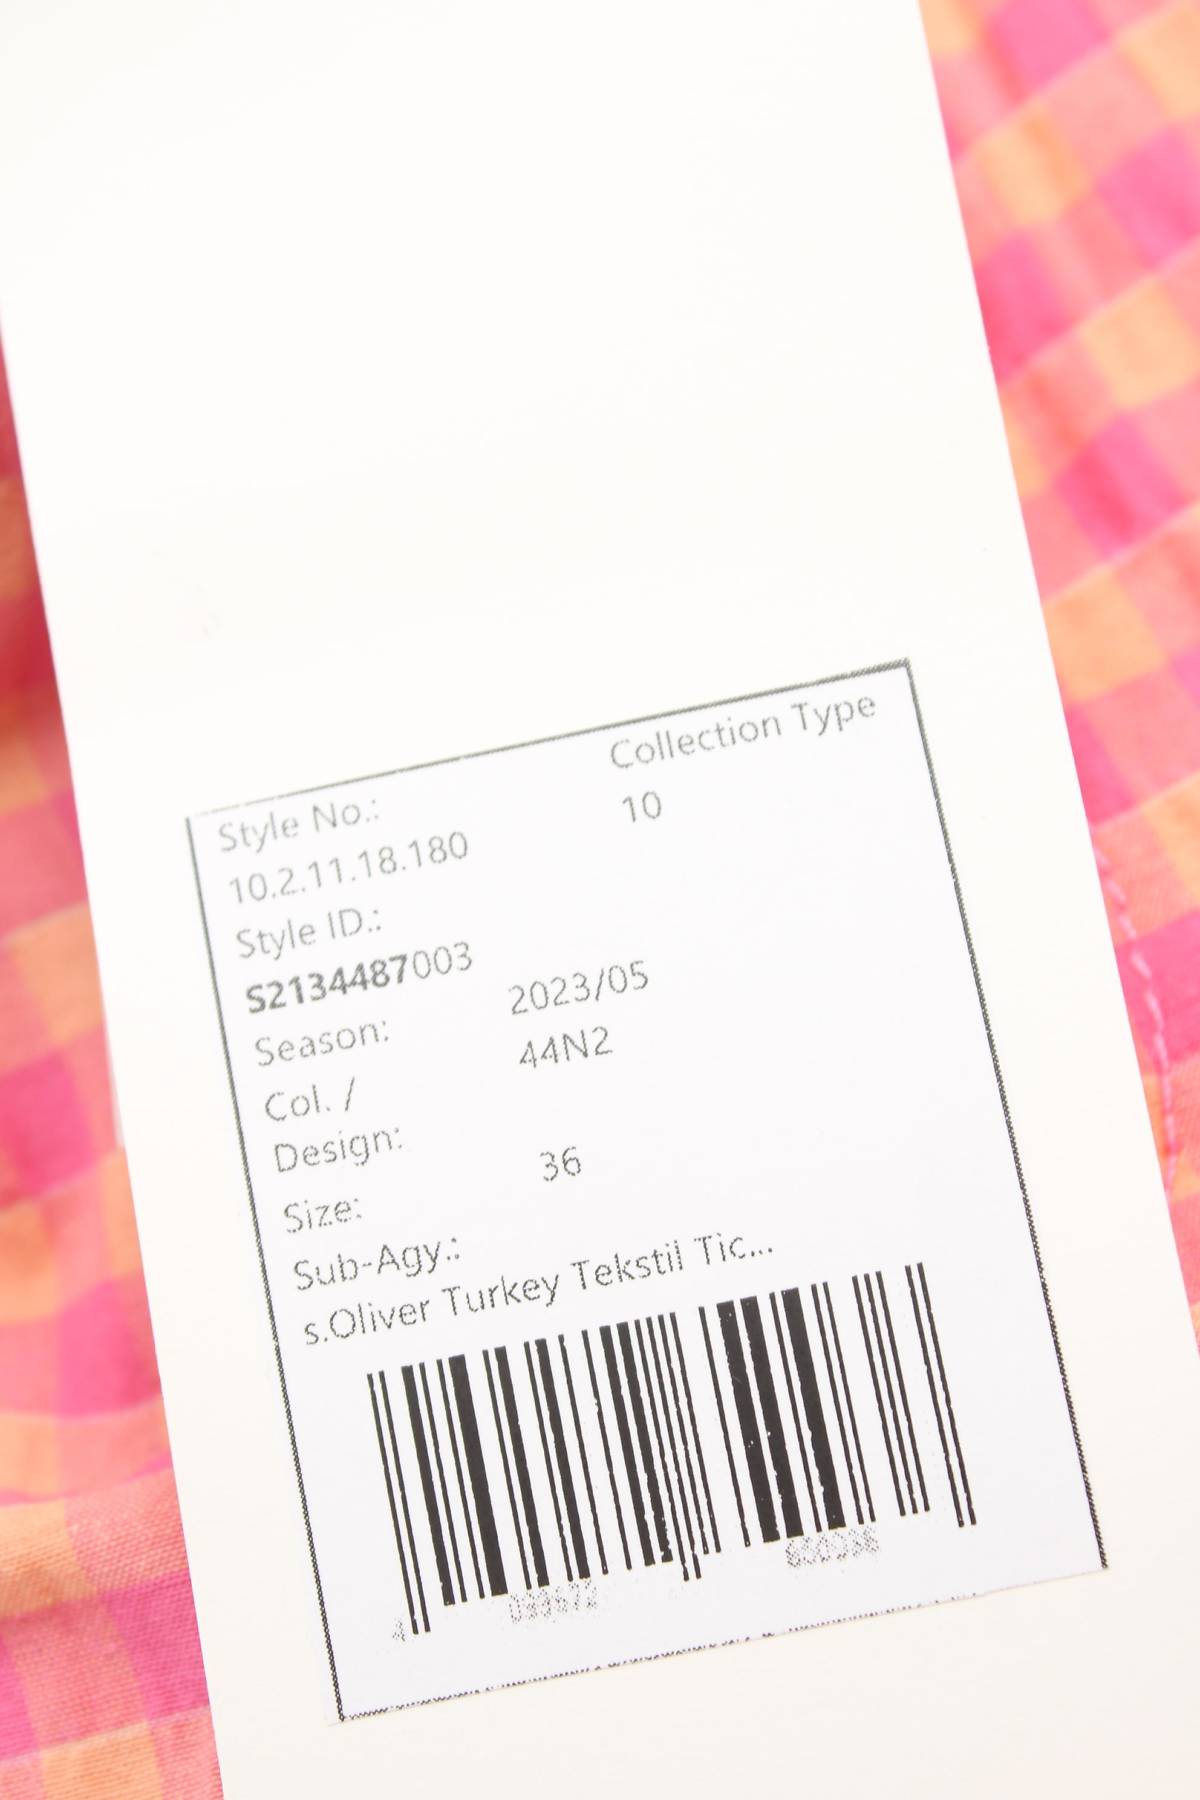 Style No.: Collection Type
10.2.11.18.180 10
Style ID.:
S2134487003
Season: 2023/05
Col. / 44N2
Design:
Size: 36
Sub-Agy.:
s.Oliver Turkey Tekstil Tic...
4